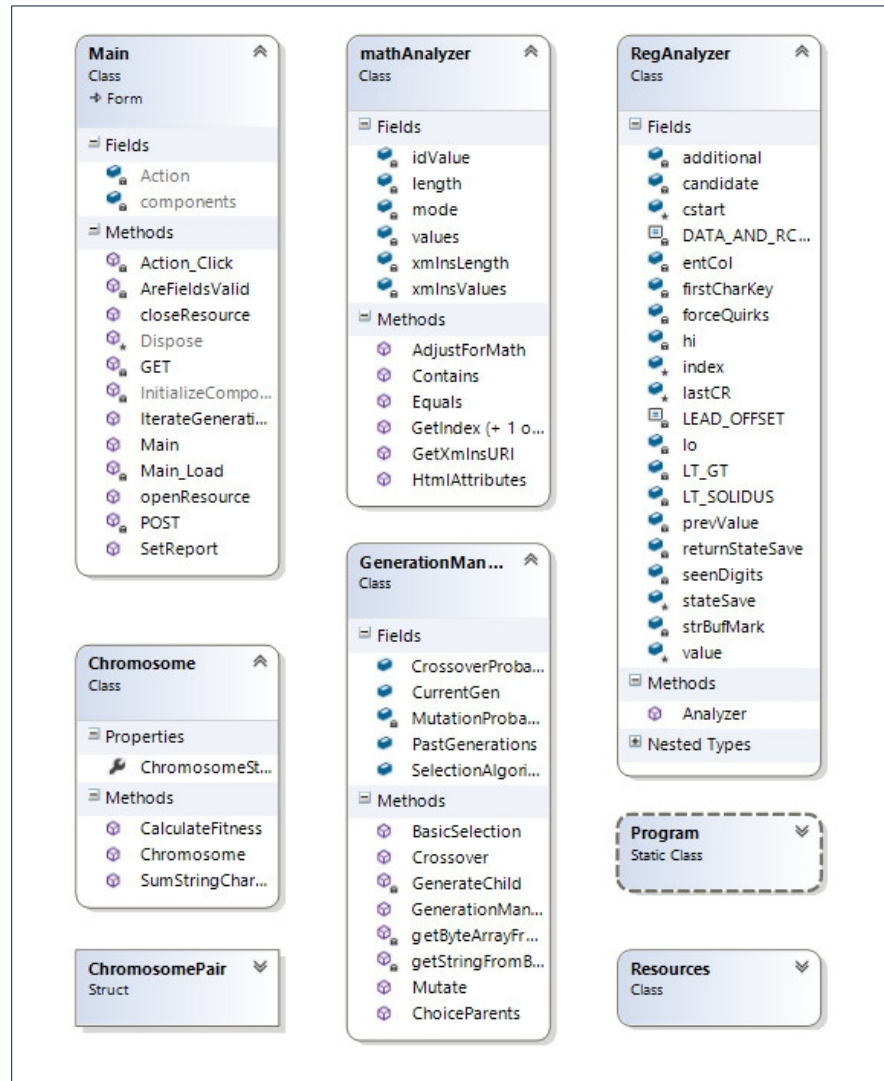 Main
Class
Form
Fields
Action
components
Methods
Action_Click
AreFieldsValid
closeResource
Dispose
GET
InitializeCompo...
IterateGenerati...
Main
Main_Load
openResource
POST
SetReport
Chromosome
Class
Properties
ChromosomeSt...
Methods
CalculateFitness
Chromosome
SumStringChar...
ChromosomePair
Struct
mathAnalyzer
Class
Fields
idValue
length
mode
values
xmlnsLength
xmlnsValues
Methods
AdjustForMath
Contains
Equals
GetIndex (+ 1 o...
GetXmlnsURI
HtmlAttributes
GenerationMan...
Class
Fields
CrossoverProba...
CurrentGen
MutationProba...
PastGenerations
SelectionAlgori...
Methods
BasicSelection
Crossover
GenerateChild
GenerationMan...
getByteArrayFr...
getStringFromB...
Mutate
ChoiceParents
RegAnalyzer
Class
Fields
additional
candidate
cstart
DATA_AND_RC...
entCol
firstCharKey
forceQuirks
hi
index
lastCR
LEAD_OFFSET
lo
LT_GT
LT_SOLIDUS
prevValue
returnStateSave
seenDigits
stateSave
strBufMark
value
Methods
Analyzer
Nested Types
Program
Static Class
Resources
Class